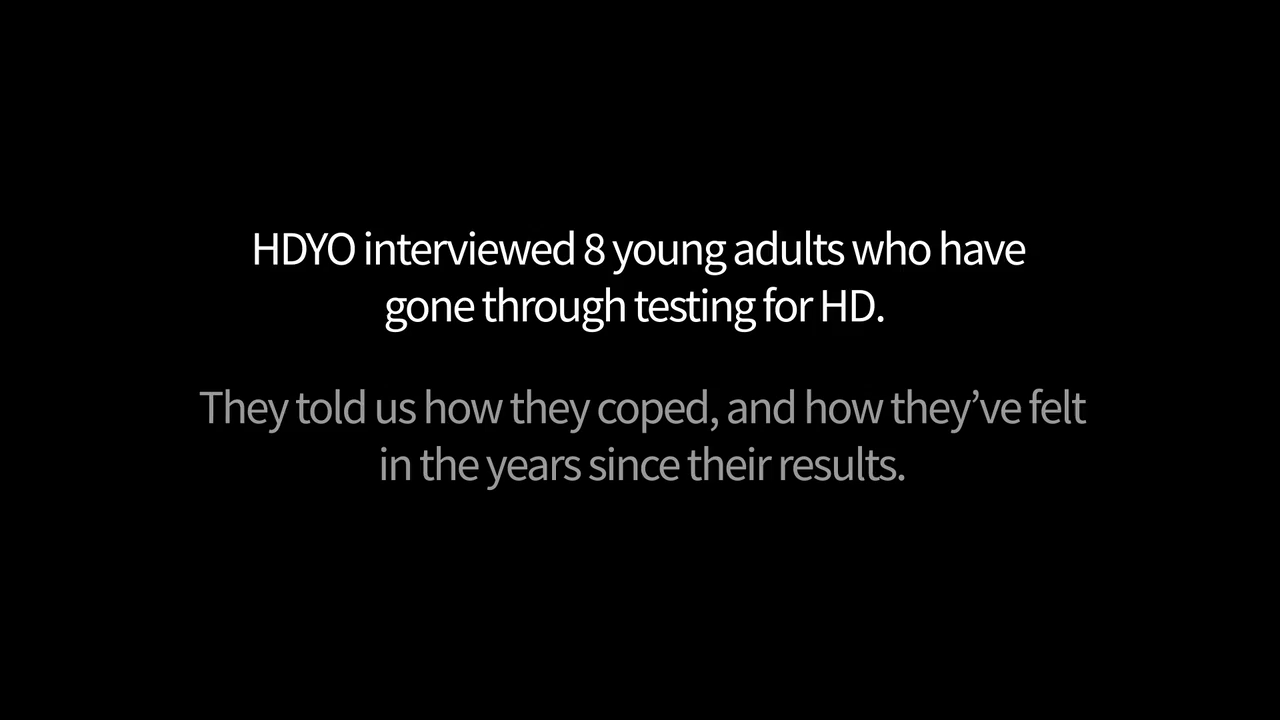 HDYO interviewed 8 young adults who have
gone through testing for HD.
They told us how they coped, and how they’ve felt
in the years since their results.